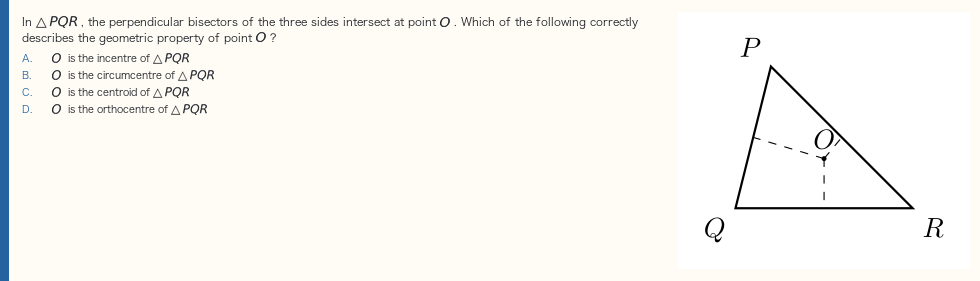 In △PQR, the perpendicular bisectors of the three sides intersect at point O. Which of the following correctly
describes the geometric property of point O?
A. O is the incentre of △PQR
B. O is the circumcentre of △PQR
C. O is the centroid of △PQR
D. O is the orthocentre of △PQR
P
O
Q
R